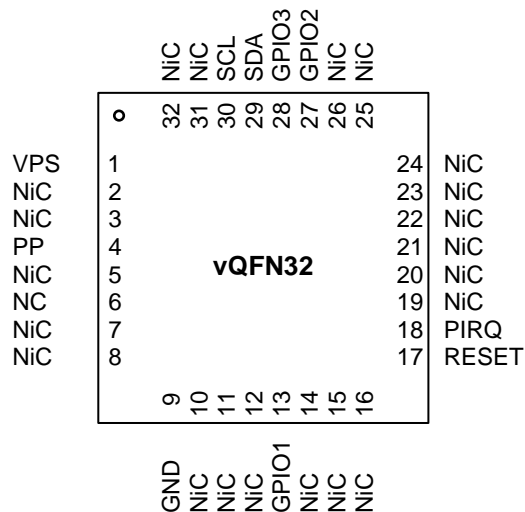 NiC NiC SCL SDA GPIO3 GPIO2 NiC NiC
32 31 30 29 28 27 26 25
VPS 1 24 NiC
NiC 2 23 NiC
NiC 3 22 NiC
PP 4 21 NiC
NiC 5 20 NiC
NC 6 19 NiC
NiC 7 18 PIRQ
NiC 8 17 RESET
vQFN32
9 10 11 12 13 14 15 16
GND NiC NiC NiC GPIO1 NiC NiC NiC